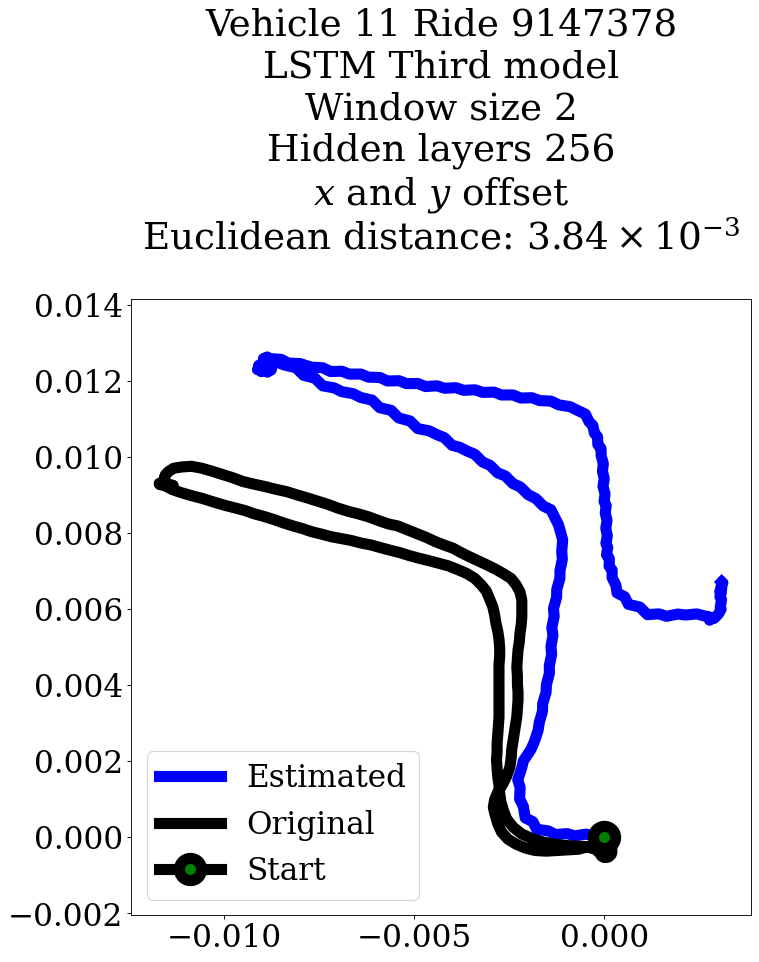 Vehicle 11 Ride 9147378
LSTM Third model
Window size 2
Hidden layers 256
x and y offset
Euclidean distance: 3.84 × 10⁻³
0.014
0.012
0.010
0.008
0.006
0.004
0.002
0.000
−0.002
Estimated
Original
Start
−0.010
−0.005
0.000